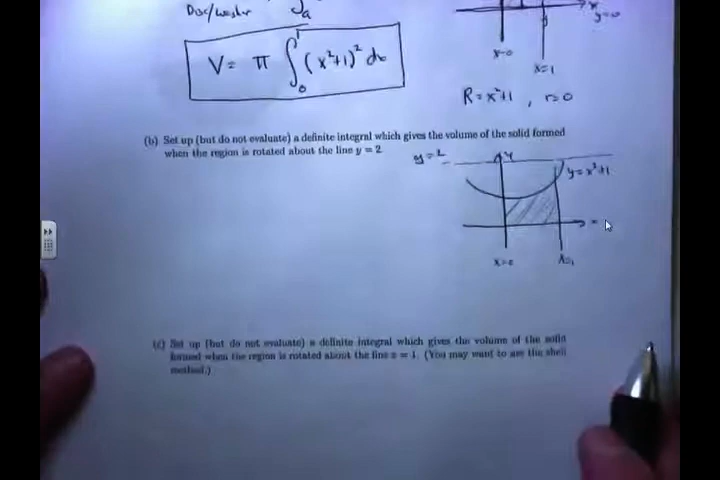 Disc/washer ∫a
V = π ∫₀¹ (x²+1)² dx
y=0
x=0
x=1
R=x²+1 , r=0
(b) Set up (but do not evaluate) a definite integral which gives the volume of the solid formed
when the region is rotated about the line y = 2
y=2
y
y=x²+1
x=0
x=1
(c) Set up (but do not evaluate) a definite integral which gives the volume of the solid
formed when the region is rotated about the line x = 1. (You may want to use the shell
method.)